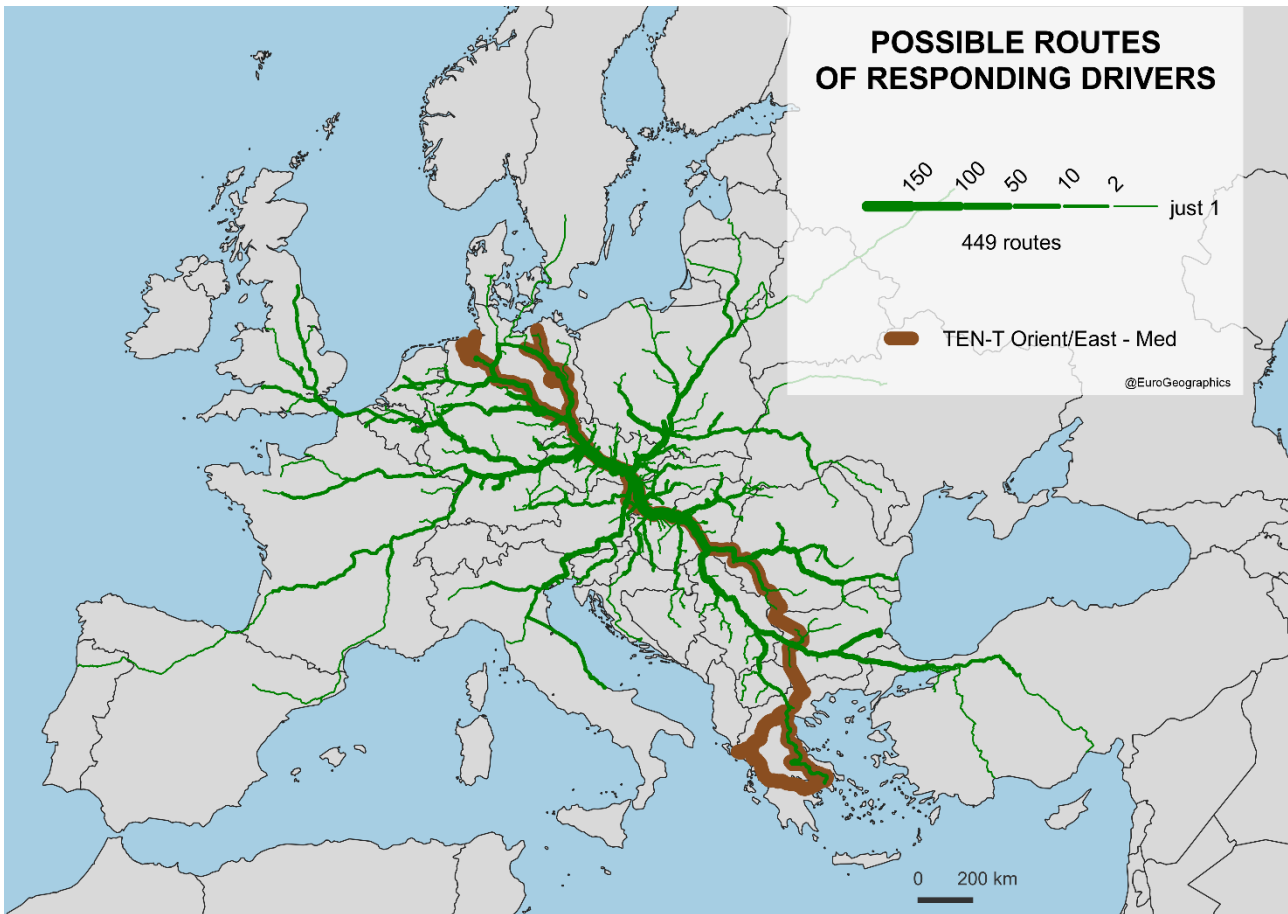 POSSIBLE ROUTES
OF RESPONDING DRIVERS
150 100 50 10 2
just 1
449 routes
TEN-T Orient/East - Med
@EuroGeographics
0 200 km